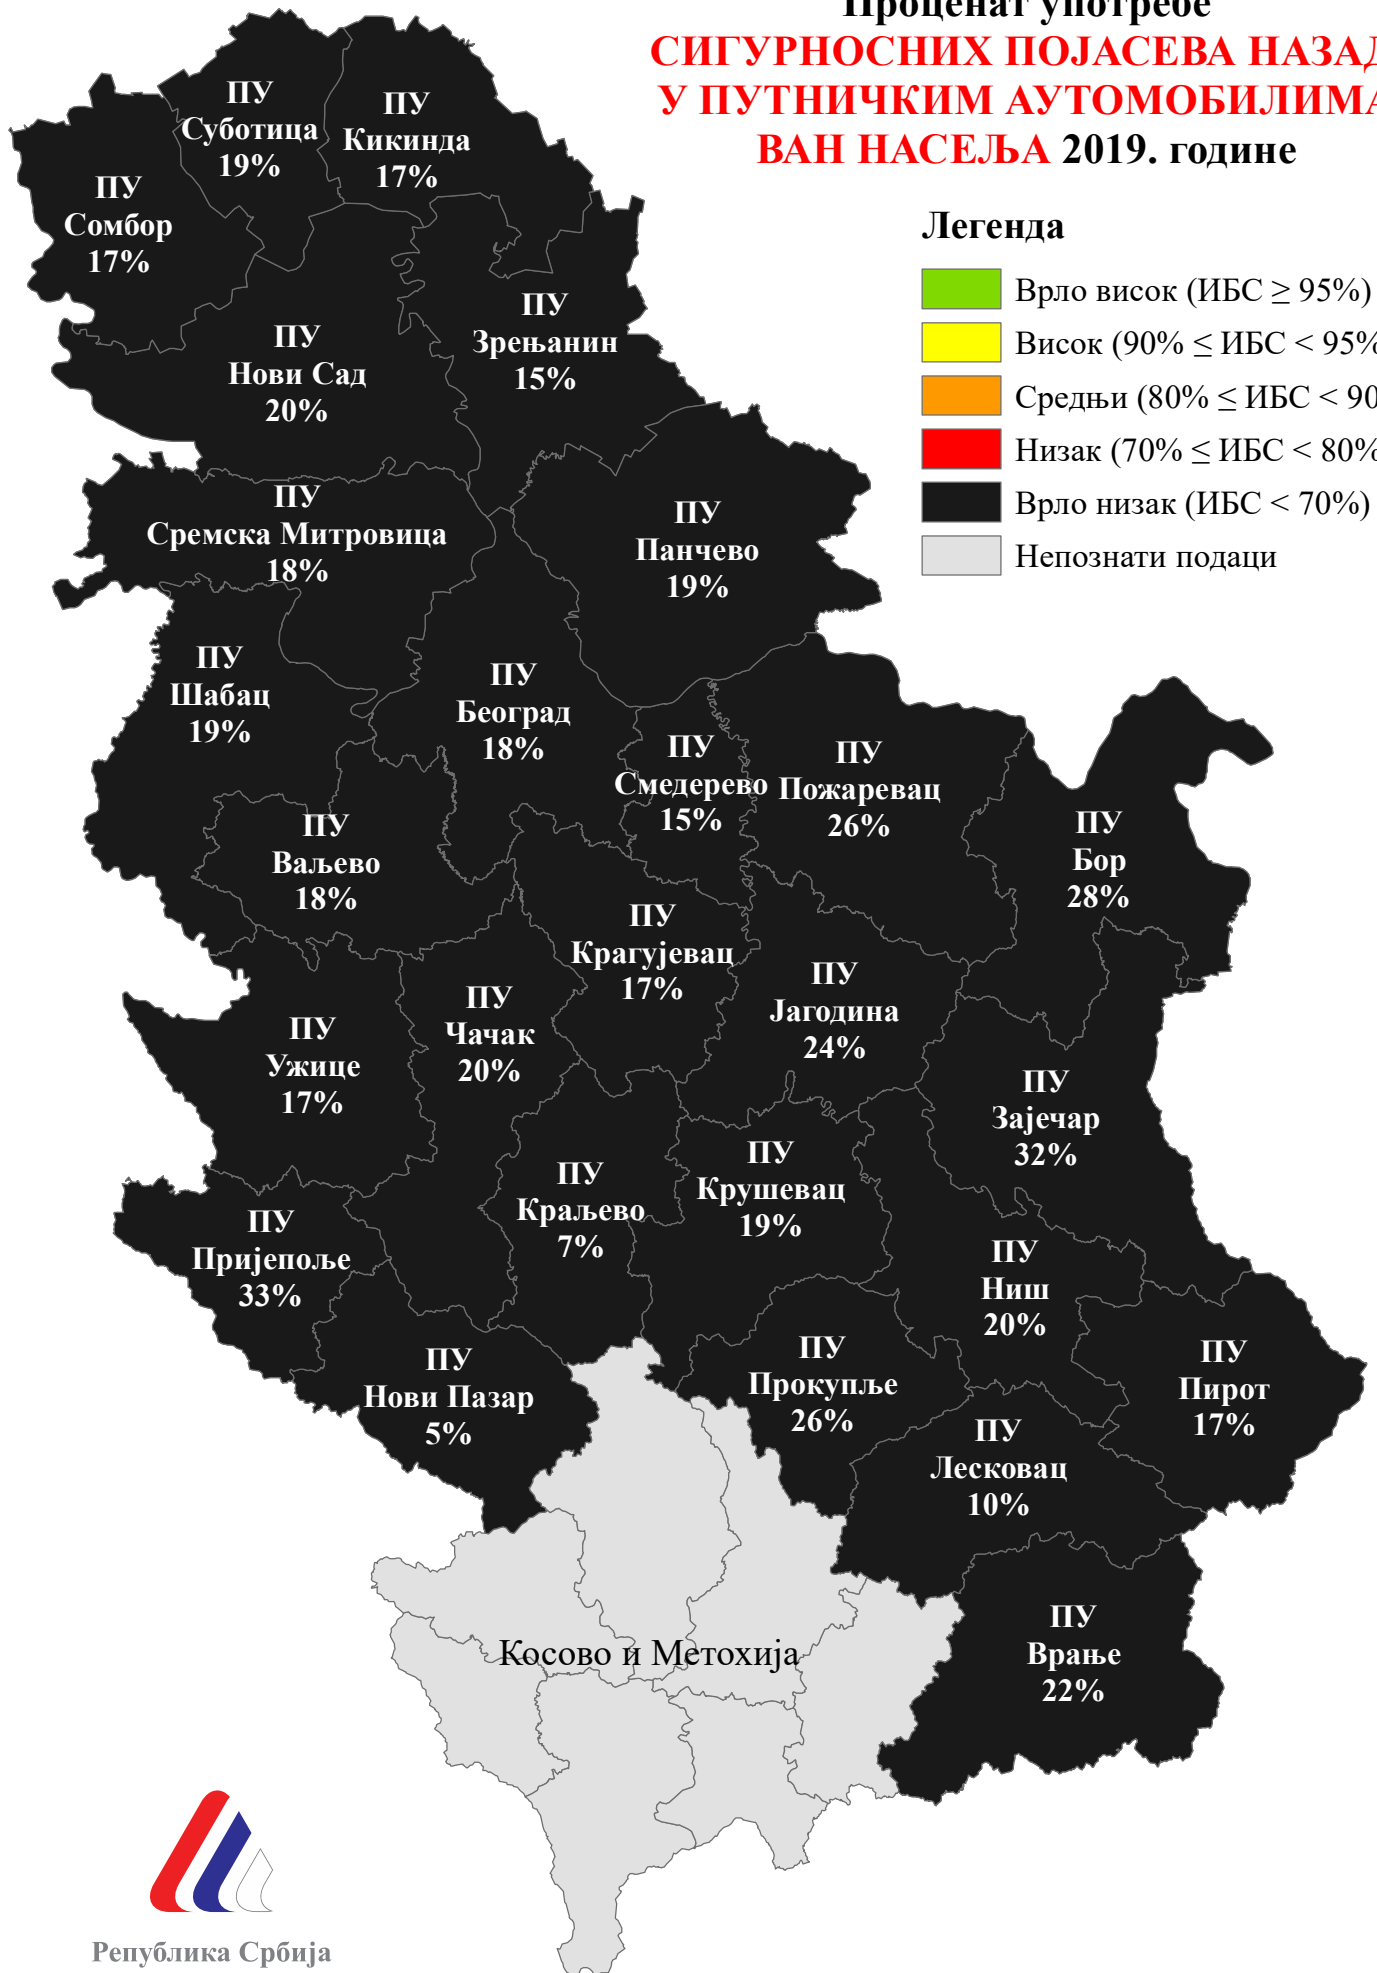 Проценат употребе
СИГУРНОСНИХ ПОЈАСЕВА НАЗАД
У ПУТНИЧКИМ АУТОМОБИЛИМА
ВАН НАСЕЉА 2019. године
Легенда
Врло висок (ИБС ≥ 95%)
Висок (90% ≤ ИБС < 95%
Средњи (80% ≤ ИБС < 90
Низак (70% ≤ ИБС < 80%
Врло низак (ИБС < 70%)
Непознати подаци
ПУ
Суботица
19%
ПУ
Кикинда
17%
ПУ
Сомбор
17%
ПУ
Зрењанин
15%
ПУ
Нови Сад
20%
ПУ
Сремска Митровица
18%
ПУ
Панчево
19%
ПУ
Шабац
19%
ПУ
Београд
18%
ПУ
Смедерево
15%
ПУ
Пожаревац
26%
ПУ
Бор
28%
ПУ
Ваљево
18%
ПУ
Крагујевац
17%
ПУ
Јагодина
24%
ПУ
Чачак
20%
ПУ
Ужице
17%
ПУ
Зајечар
32%
ПУ
Краљево
7%
ПУ
Крушевац
19%
ПУ
Пријепоље
33%
ПУ
Ниш
20%
ПУ
Нови Пазар
5%
ПУ
Прокупље
26%
ПУ
Пирот
17%
ПУ
Лесковац
10%
ПУ
Врање
22%
Косово и Метохија
Република Србија